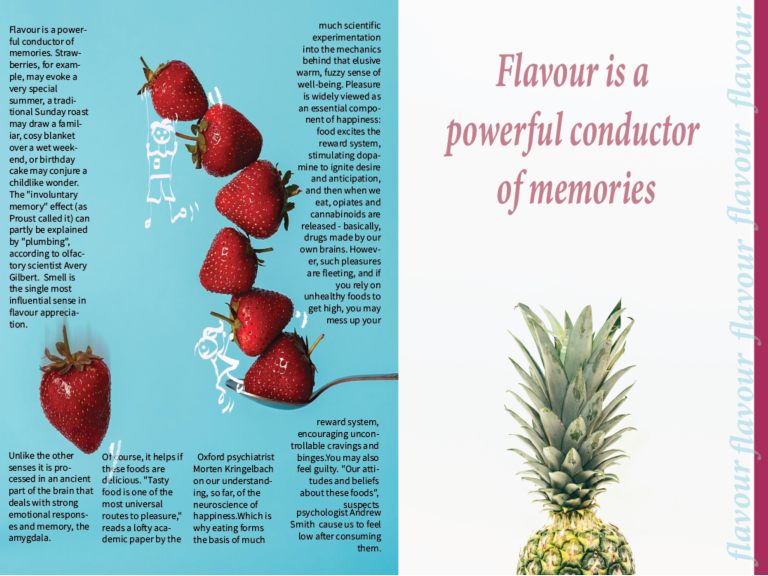 Flavour is a power-
ful conductor of
memories. Straw-
berries, for exam-
ple, may evoke a
very special
summer, a tradi-
tional Sunday roast
may draw a famil-
iar, cosy blanket
over a wet week-
end, or birthday
cake may conjure a
childlike wonder.
The "involuntary
memory" effect (as
Proust called it) can
partly be explained
by "plumbing",
according to olfac-
tory scientist Avery
Gilbert. Smell is
the single most
influential sense in
flavour apprecia-
tion.
Unlike the other
senses it is pro-
cessed in an ancient
part of the brain that
deals with strong
emotional respons-
es and memory, the
amygdala.
Of course, it helps if
these foods are
delicious. "Tasty
food is one of the
most universal
routes to pleasure,"
reads a lofty aca-
demic paper by the
Oxford psychiatrist
Morten Kringelbach
on our understand-
ing, so far, of the
neuroscience of
happiness.Which is
why eating forms
the basis of much
much scientific
experimentation
into the mechanics
behind that elusive
warm, fuzzy sense of
well-being. Pleasure
is widely viewed as
an essential compo-
nent of happiness:
food excites the
reward system,
stimulating dopa-
mine to ignite desire
and anticipation,
and then when we
eat, opiates and
cannabinoids are
released - basically,
drugs made by our
own brains. Howev-
er, such pleasures
are fleeting, and if
you rely on
unhealthy foods to
get high, you may
mess up your
reward system,
encouraging uncon-
trollable cravings and
binges.You may also
feel guilty. "Our atti-
tudes and beliefs
about these foods",
suspects
psychologist Andrew
Smith cause us to feel
low after consuming
them.
Flavour is a
powerful conductor
of memories
flavour flavour flavour flavour flavour